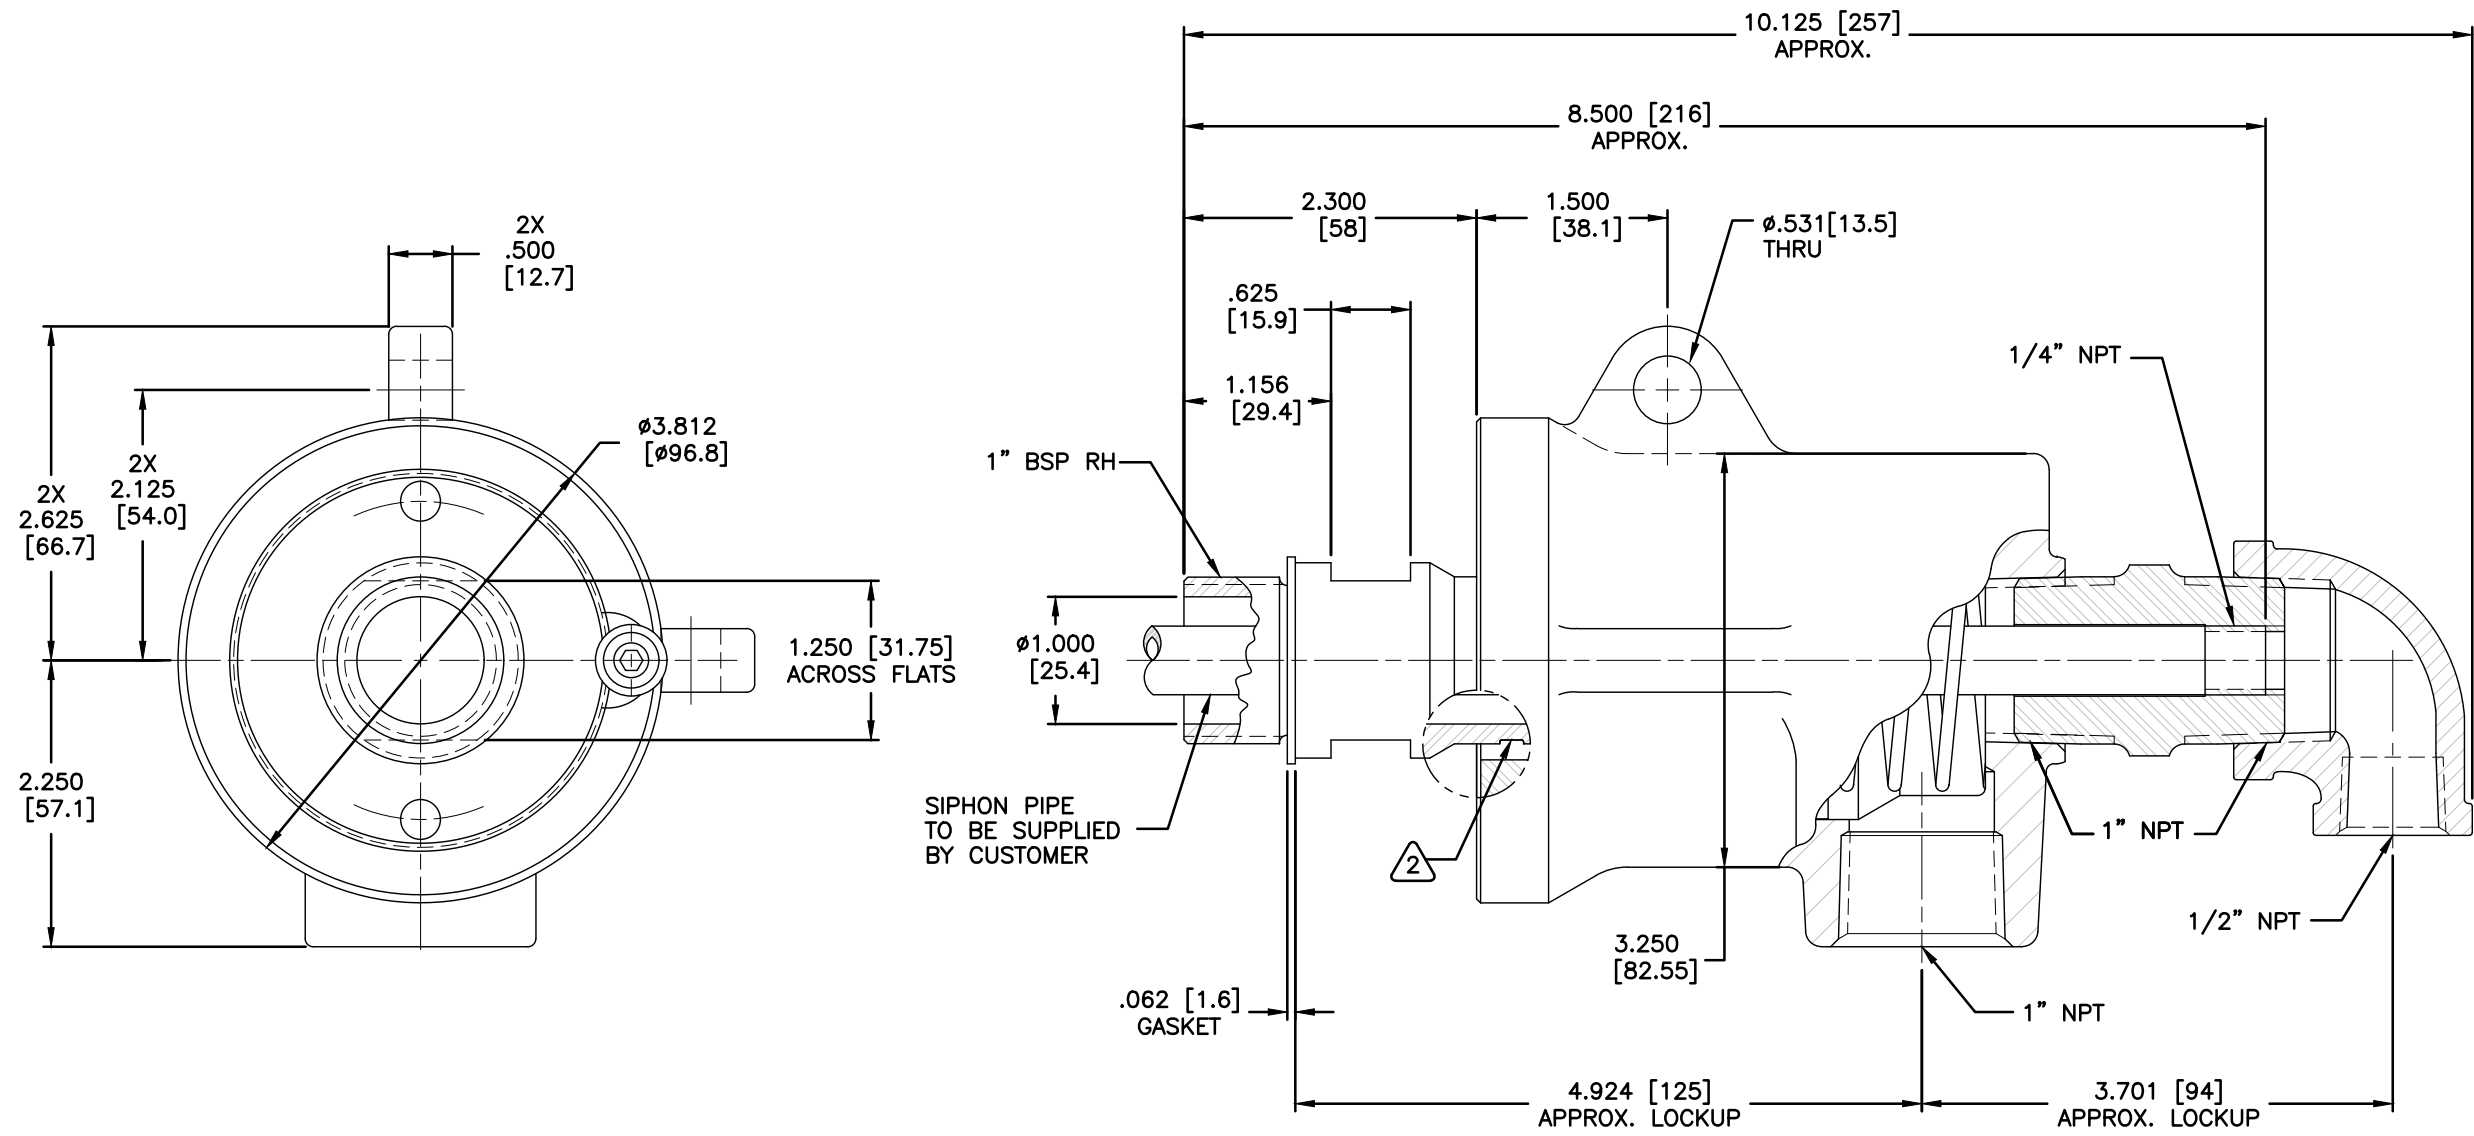 10.125 [257]
APPROX.
8.500 [216]
APPROX.
2.300
[58]
1.500
[38.1]
ø.531[13.5]
THRU
2X
.500
[12.7]
.625
[15.9]
1/4” NPT
1.156
[29.4]
ø3.812
[ø96.8]
1” BSP RH
2X
2.125
[54.0]
2X
2.625
[66.7]
1.250 [31.75]
ACROSS FLATS
ø1.000
[25.4]
2.250
[57.1]
SIPHON PIPE
TO BE SUPPLIED
BY CUSTOMER
2
1” NPT
1/2” NPT
3.250
[82.55]
.062 [1.6]
GASKET
1” NPT
4.924 [125]
APPROX. LOCKUP
3.701 [94]
APPROX. LOCKUP